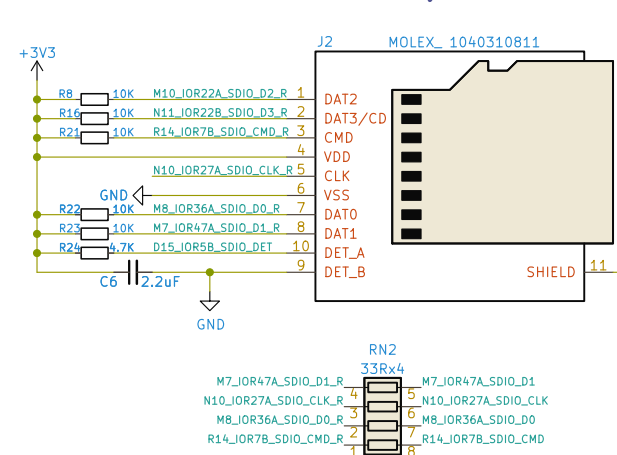 J2 MOLEX_ 1040310811
+3V3
R8 10K M10_IOR22A_SDIO_D2_R 1 DAT2
R16 10K N11_IOR22B_SDIO_D3_R 2 DAT3/CD
R21 10K R14_IOR7B_SDIO_CMD_R 3 CMD
4 VDD
N10_IOR27A_SDIO_CLK_R 5 CLK
GND 6 VSS
R22 10K M8_IOR36A_SDIO_D0_R 7 DAT0
R23 10K M7_IOR47A_SDIO_D1_R 8 DAT1
R24 4.7K D15_IOR5B_SDIO_DET 10 DET_A
9 DET_B SHIELD 11
C6 2.2uF
GND
RN2
33Rx4
M7_IOR47A_SDIO_D1_R 4 5 M7_IOR47A_SDIO_D1
N10_IOR27A_SDIO_CLK_R 3 6 N10_IOR27A_SDIO_CLK
M8_IOR36A_SDIO_D0_R 2 7 M8_IOR36A_SDIO_D0
R14_IOR7B_SDIO_CMD_R 1 8 R14_IOR7B_SDIO_CMD